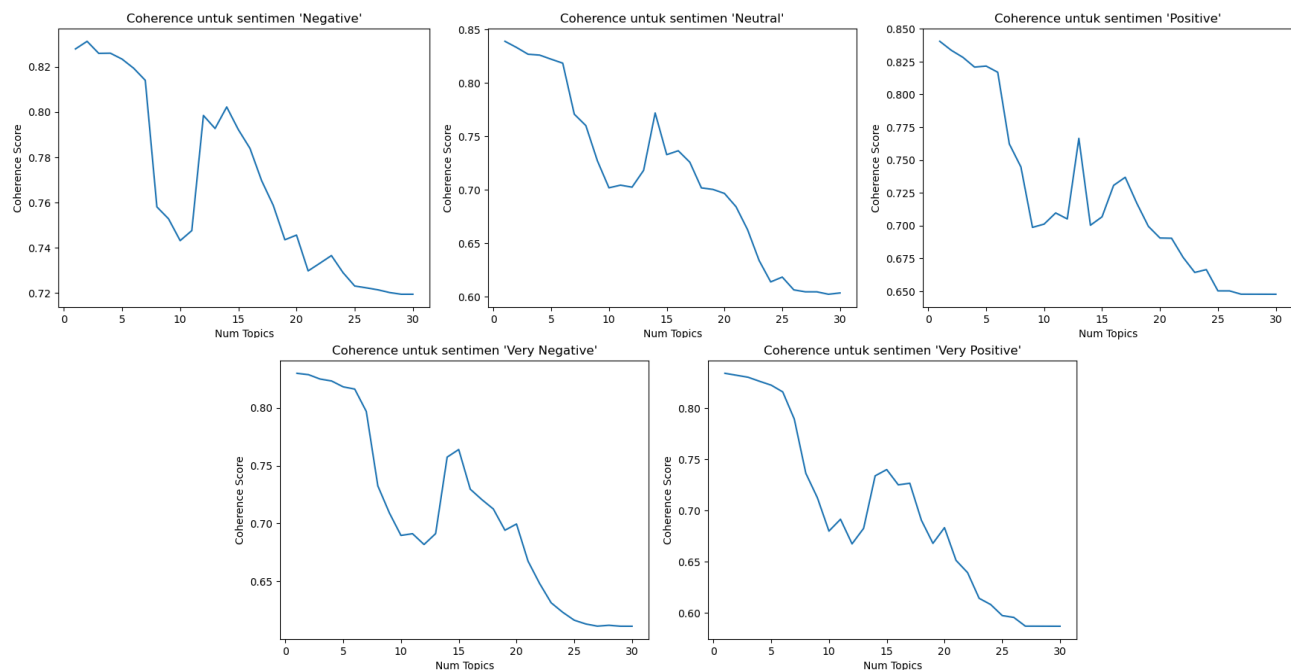 Coherence untuk sentimen 'Negative'
Coherence Score
0.82
0.80
0.78
0.76
0.74
0.72
0 5 10 15 20 25 30
Num Topics
Coherence untuk sentimen 'Neutral'
Coherence Score
0.85
0.80
0.75
0.70
0.65
0.60
0 5 10 15 20 25 30
Num Topics
Coherence untuk sentimen 'Positive'
Coherence Score
0.850
0.825
0.800
0.775
0.750
0.725
0.700
0.675
0.650
0 5 10 15 20 25 30
Num Topics
Coherence untuk sentimen 'Very Negative'
Coherence Score
0.80
0.75
0.70
0.65
0 5 10 15 20 25 30
Num Topics
Coherence untuk sentimen 'Very Positive'
Coherence Score
0.80
0.75
0.70
0.65
0.60
0 5 10 15 20 25 30
Num Topics